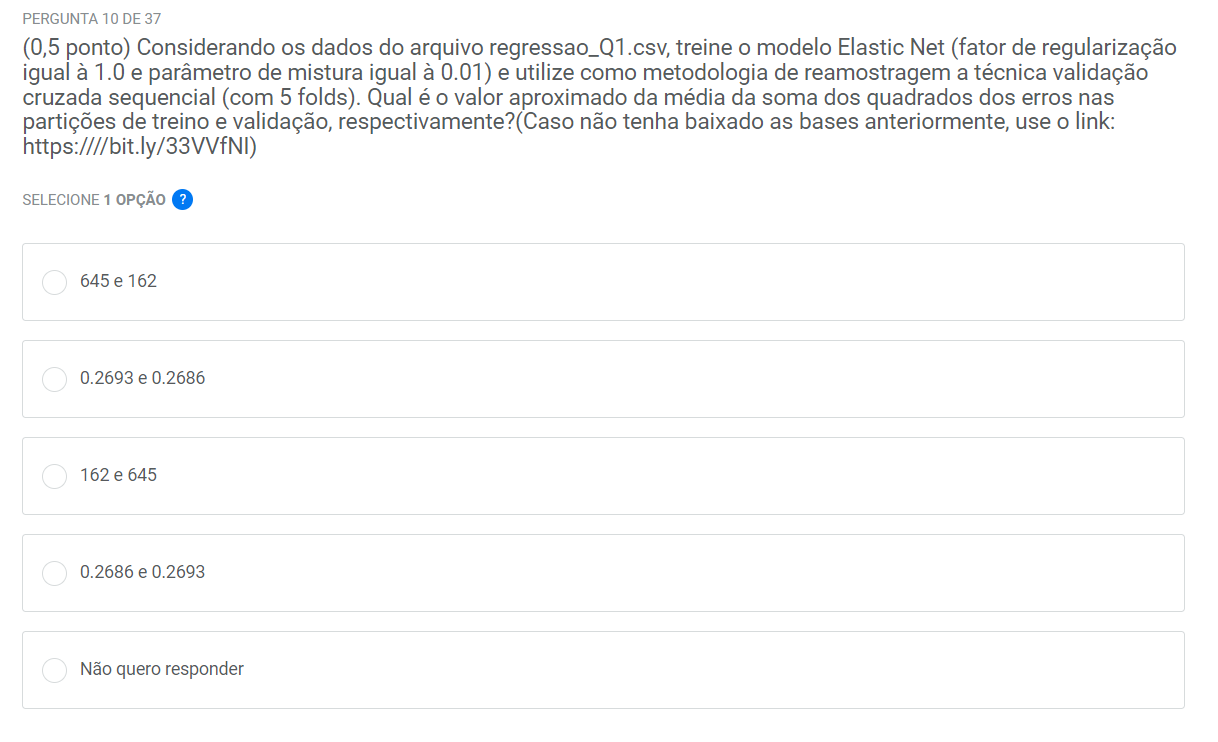 PERGUNTA 10 DE 37
(0,5 ponto) Considerando os dados do arquivo regressao_Q1.csv, treine o modelo Elastic Net (fator de regularização
igual à 1.0 e parâmetro de mistura igual à 0.01) e utilize como metodologia de reamostragem a técnica validação
cruzada sequencial (com 5 folds). Qual é o valor aproximado da média da soma dos quadrados dos erros nas
partições de treino e validação, respectivamente?(Caso não tenha baixado as bases anteriormente, use o link:
https:////bit.ly/33VVfNI)
SELECIONE 1 OPÇÃO ?
645 e 162
0.2693 e 0.2686
162 e 645
0.2686 e 0.2693
Não quero responder